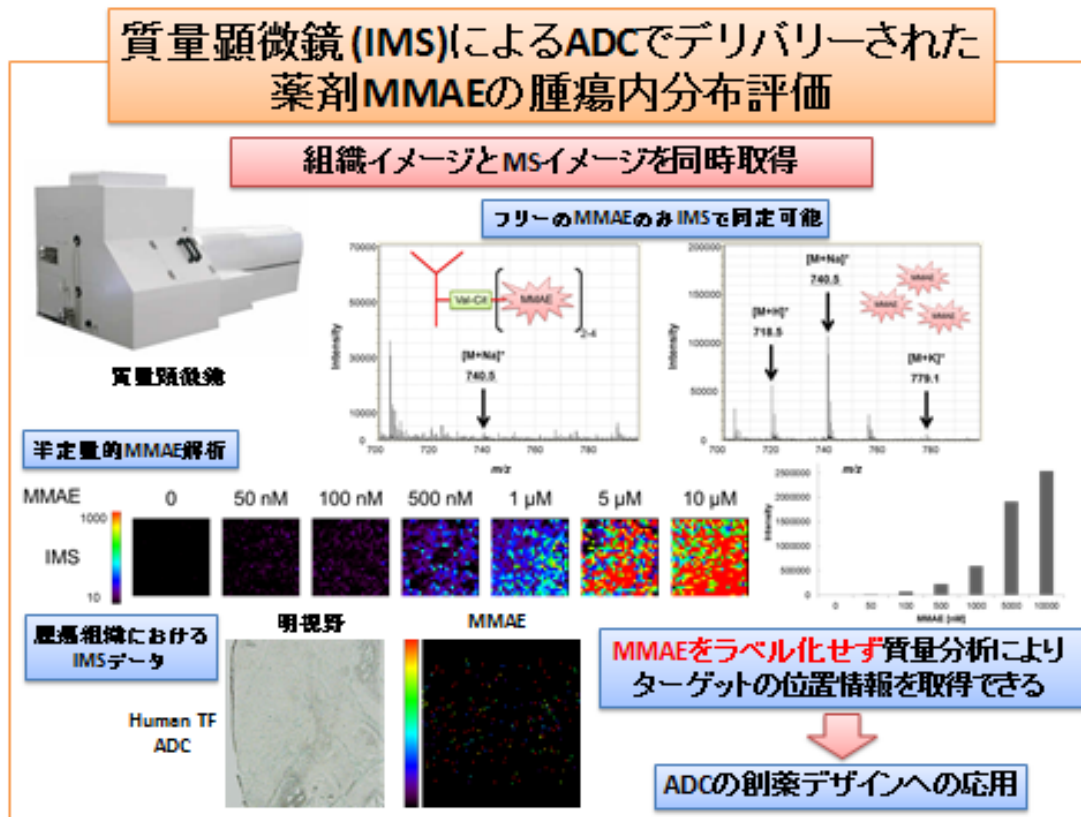 質量顕微鏡 (IMS)によるADCでデリバリーされた
薬剤MMAEの腫瘍内分布評価
組織イメージとMSイメージを同時取得
フリーのMMAEのみIMSで同定可能
質量顕微鏡
70000
50000
30000
10000
0
Intensity
Val-Cit
MMAE
2-4
[M+Na]+
740.5
700
720
740
760
m/z
200000
150000
100000
50000
0
Intensity
[M+H]+
718.5
[M+Na]+
740.5
MMAE
MMAE
MMAE
[M+K]+
779.1
700
720
740
760
m/z
半定量的MMAE解析
MMAE
0
50 nM
100 nM
500 nM
1 µM
5 µM
10 µM
1000
IMS
10
2500000
2000000
1500000
1000000
500000
0
Intensity
0
50
100
500
1000
5000
10000
MMAE [nM]
腫瘍組織における
IMSデータ
明視野
MMAE
Human TF
ADC
MMAEをラベル化せず質量分析により
ターゲットの位置情報を取得できる
ADCの創薬デザインへの応用